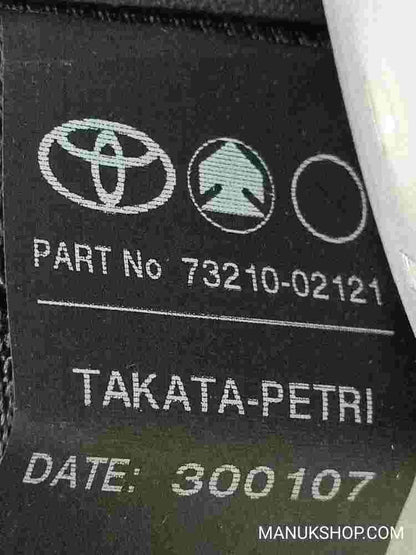 PART No 73210-02121
TAKATA-PETRI
DATE: 300107
MANUKSHOP.COM